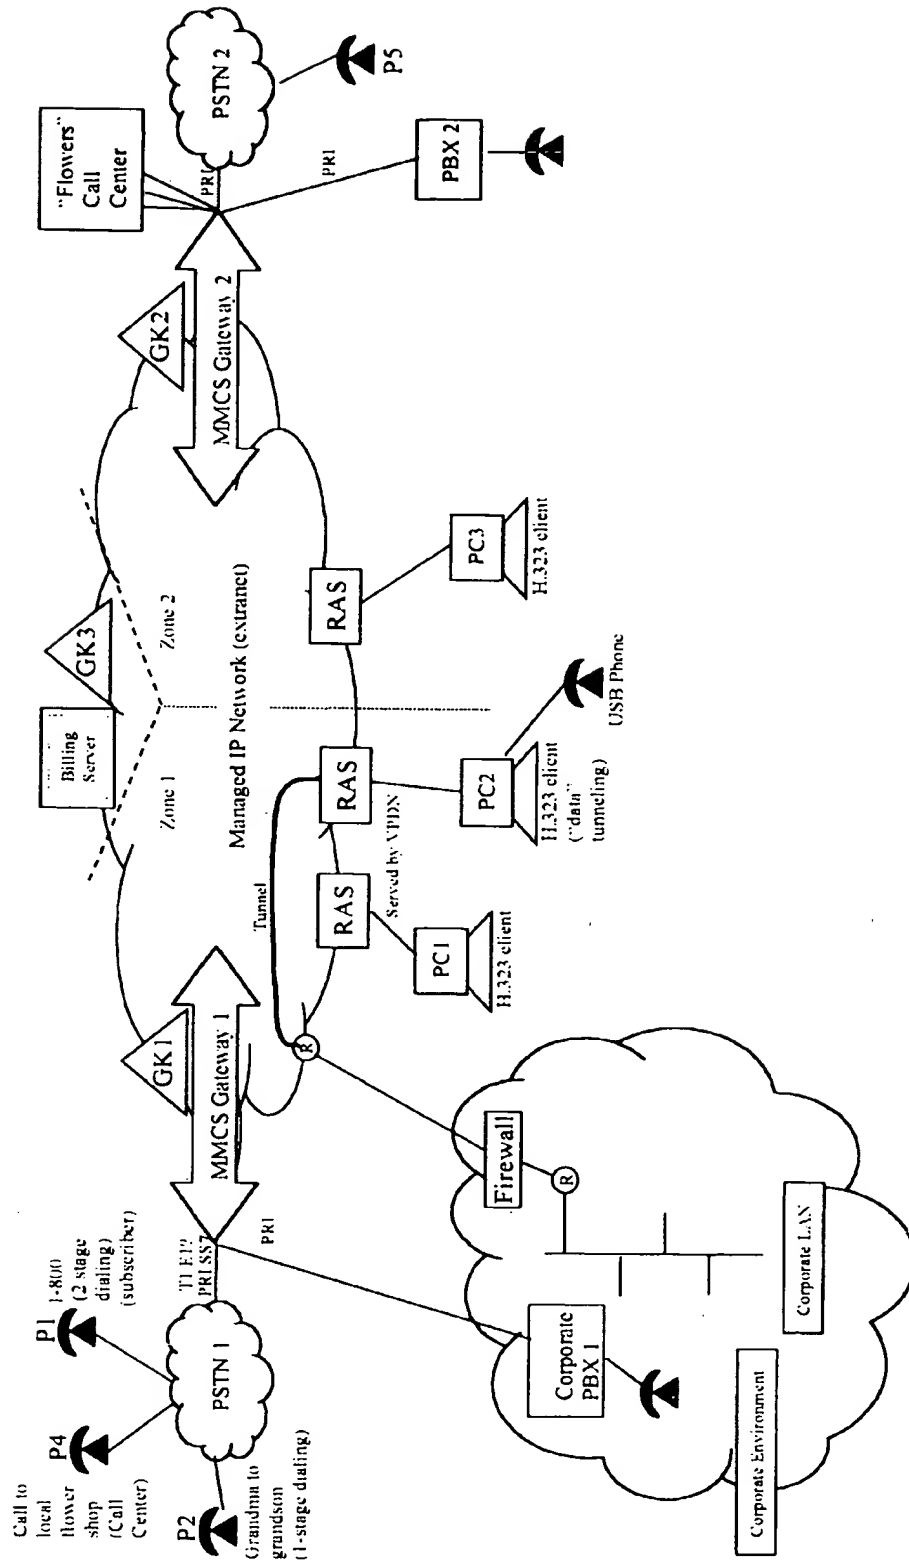 Call to
local
flower
shop
(Call
Center)
P4
P1
1-800
(2 stage
dialing)
(subscriber)
P2
Grandma to
grandson
(1-stage dialing)
PSTN 1
T1 E1?
PRI SS7
PRI
GK1
MMCS Gateway 1
Billing
Server
GK3
Zone 1
Zone 2
Managed IP Network (extranet)
GK2
MMCS Gateway 2
"Flowers"
Call
Center
PRI
PSTN 2
P5
PRI
PBX 2
R
Tunnel
RAS
RAS
RAS
Served by VPDN
PC1
H.323 client
PC2
H.323 client
("data"
tunneling)
USB Phone
PC3
H.323 client
Firewall
R
Corporate
PBX 1
Corporate LAN
Corporate Environment